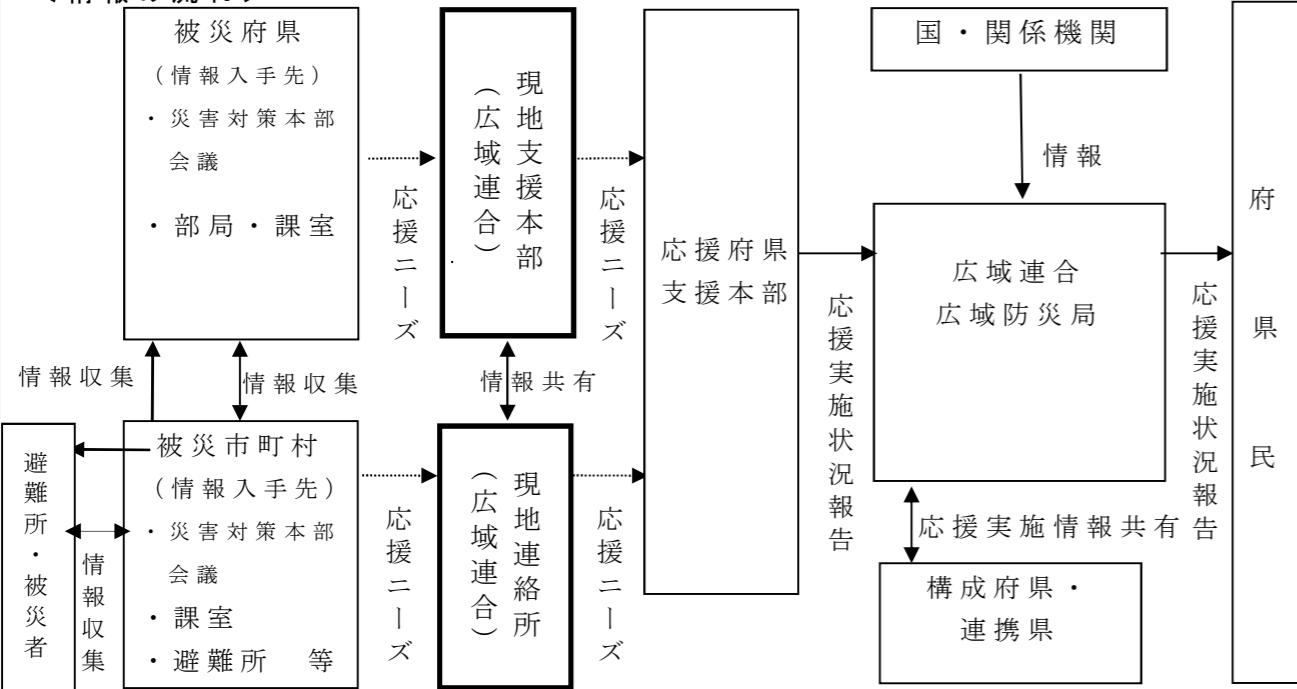 被災府県
(情報入手先)
・災害対策本部
会議
・部局・課室
応援ニーズ
現地支援本部
(広域連合)
応援ニーズ
応援府県
支援本部
応援実施状況報告
国・関係機関
情報
広域連合
広域防災局
応援実施状況報告
府県民
情報収集
情報収集
情報共有
避難所・被災者
情報収集
被災市町村
(情報入手先)
・災害対策本部
会議
・課室
・避難所 等
応援ニーズ
現地連絡所
(広域連合)
応援ニーズ
応援実施情報共有
構成府県・
連携県